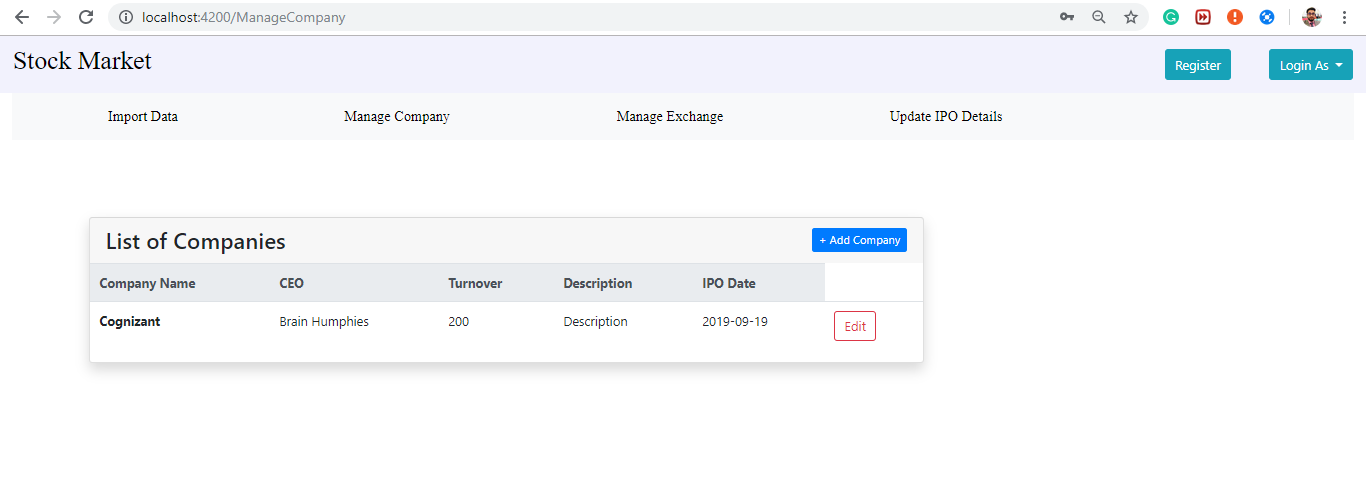 localhost:4200/ManageCompany
Stock Market
Register
Login As
Import Data
Manage Company
Manage Exchange
Update IPO Details
List of Companies
+ Add Company
Company Name CEO Turnover Description IPO Date
Cognizant Brain Humphies 200 Description 2019-09-19 Edit